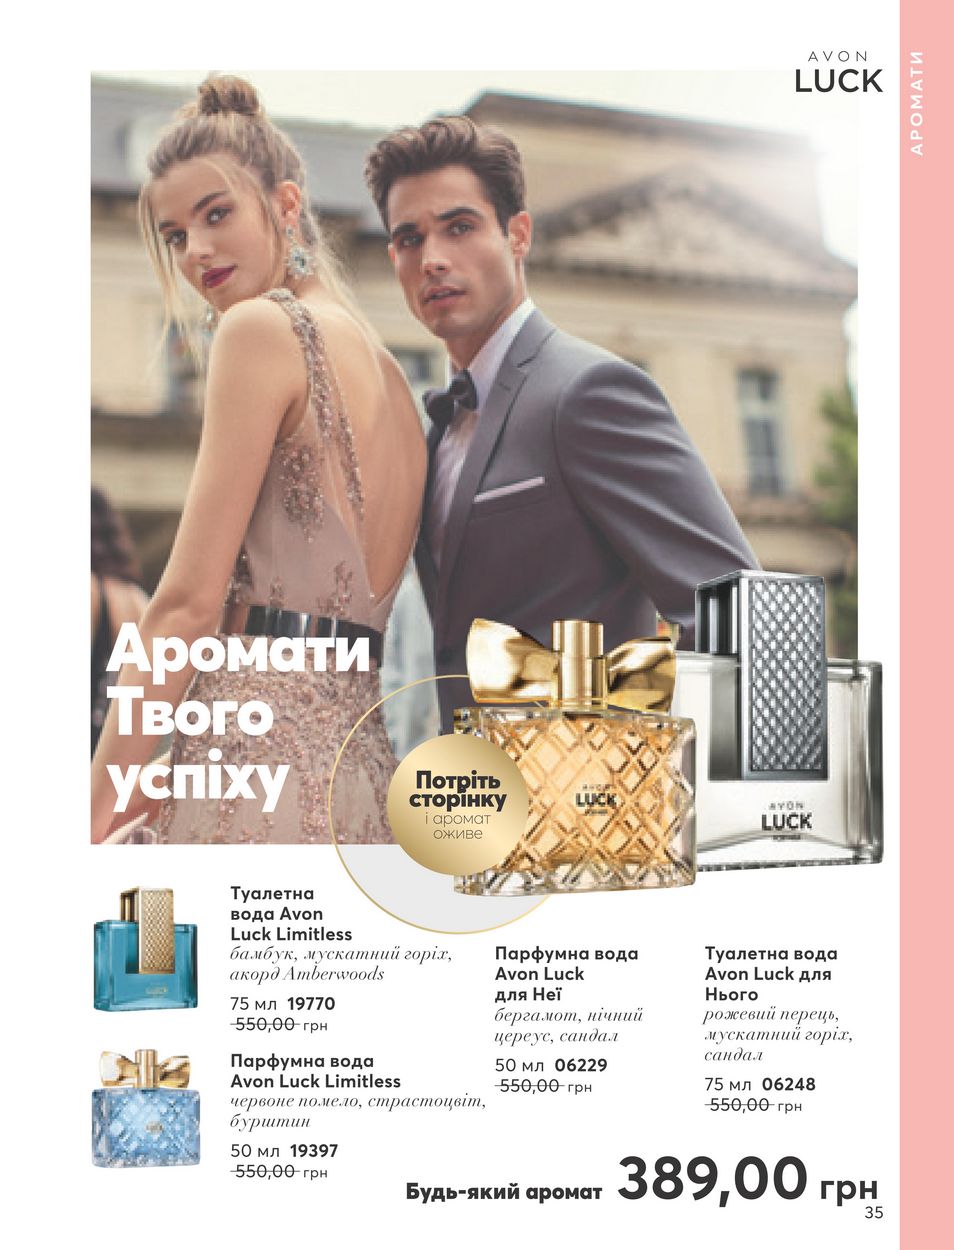 AVON
LUCK
АРОМАТИ
Аромати
Твого
успіху
Потріть
сторінку
і аромат
оживе
AVON
LUCK
AVON
LUCK
Туалетна
вода Avon
Luck Limitless
бамбук, мускатний горіх,
акорд Amberwoods
75 мл 19770
550,00 грн
Парфумна вода
Avon Luck Limitless
червоне помело, страстоцвіт,
бурштин
50 мл 19397
550,00 грн
Парфумна вода
Avon Luck
для Неї
бергамот, нічний
цереус, сандал
50 мл 06229
550,00 грн
Туалетна вода
Avon Luck для
Нього
рожевий перець,
мускатний горіх,
сандал
75 мл 06248
550,00 грн
Будь-який аромат 389,00 грн
35